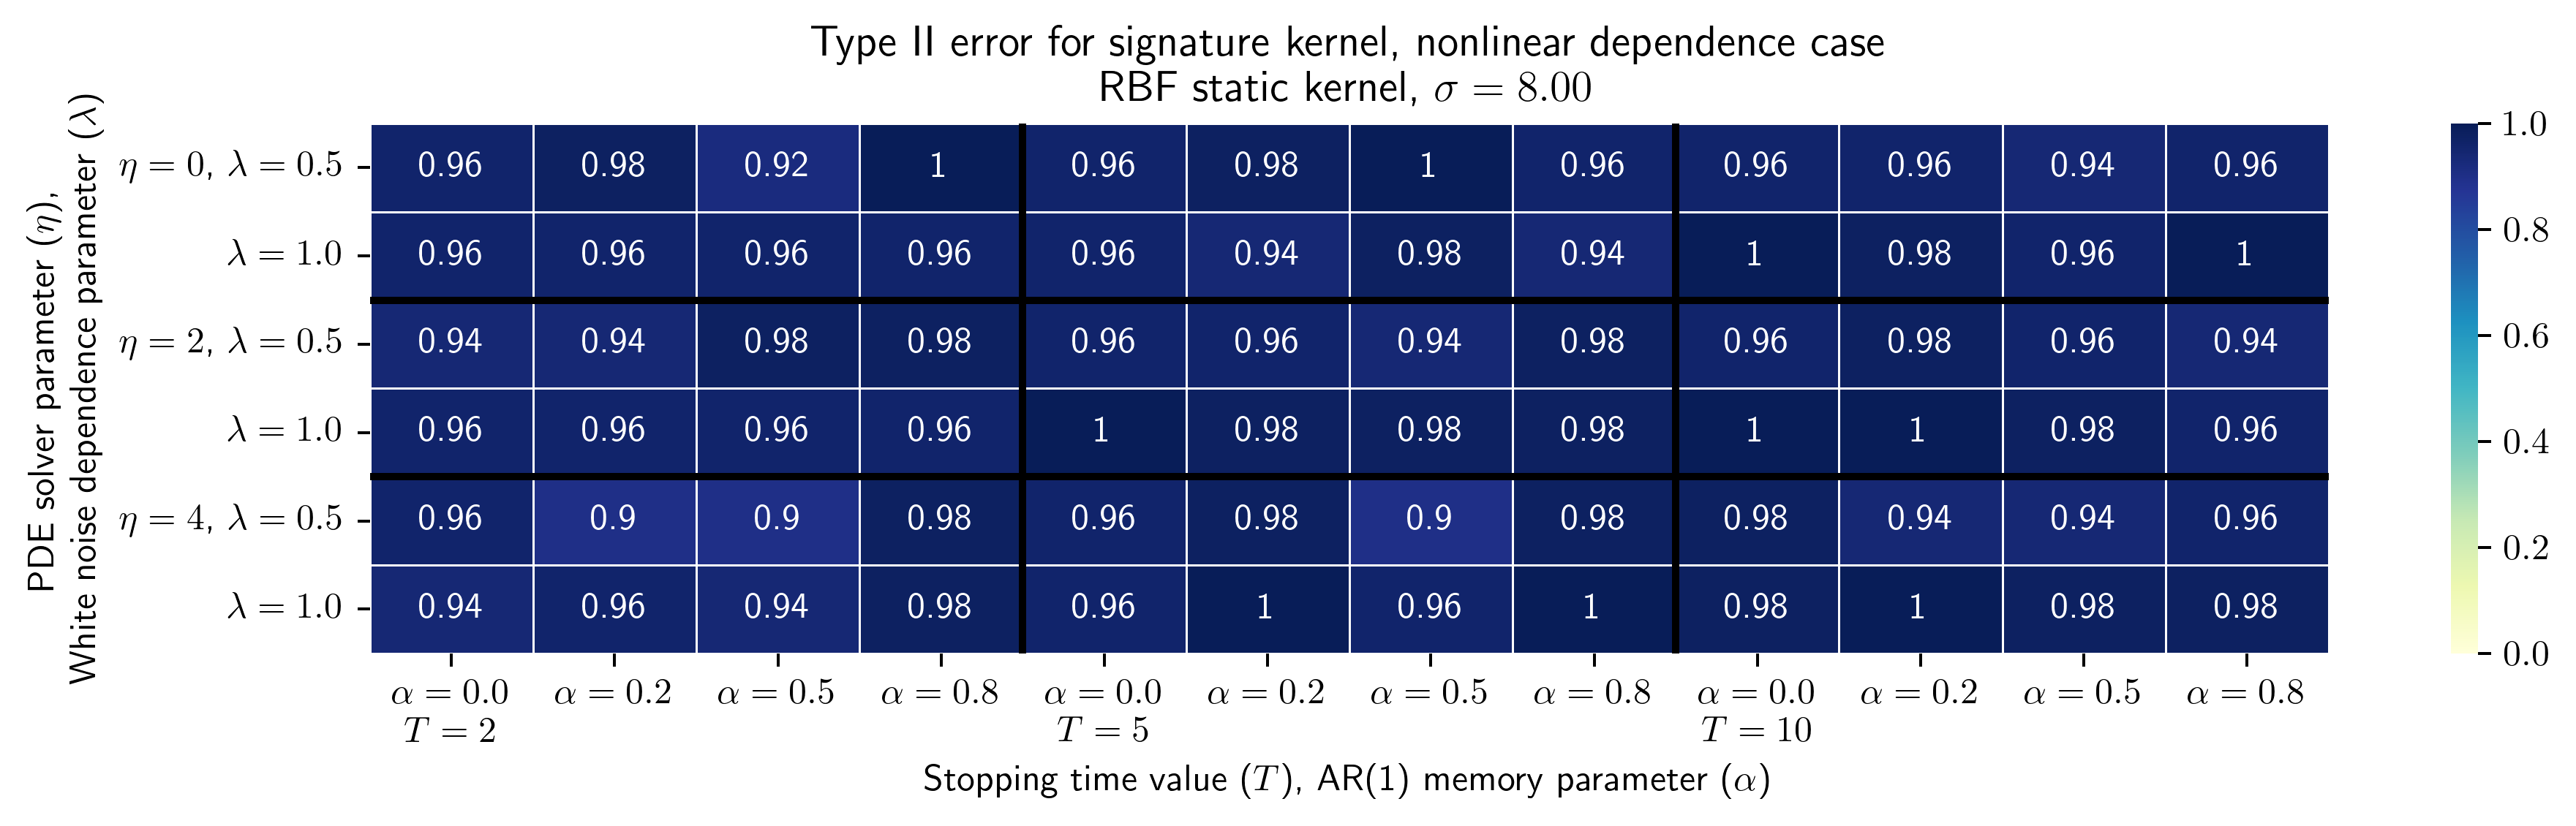 Type II error for signature kernel, nonlinear dependence case
RBF static kernel, σ = 8.00
PDE solver parameter (η),
White noise dependence parameter (λ)
η = 0, λ = 0.5 0.96 0.98 0.92 1 0.96 0.98 1 0.96 0.96 0.96 0.94 0.96
λ = 1.0 0.96 0.96 0.96 0.96 0.96 0.94 0.98 0.94 1 0.98 0.96 1
η = 2, λ = 0.5 0.94 0.94 0.98 0.98 0.96 0.96 0.94 0.98 0.96 0.98 0.96 0.94
λ = 1.0 0.96 0.96 0.96 0.96 1 0.98 0.98 0.98 1 1 0.98 0.96
η = 4, λ = 0.5 0.96 0.9 0.9 0.98 0.96 0.98 0.9 0.98 0.98 0.94 0.94 0.96
λ = 1.0 0.94 0.96 0.94 0.98 0.96 1 0.96 1 0.98 1 0.98 0.98
α = 0.0 α = 0.2 α = 0.5 α = 0.8 α = 0.0 α = 0.2 α = 0.5 α = 0.8 α = 0.0 α = 0.2 α = 0.5 α = 0.8
T = 2 T = 5 T = 10
Stopping time value (T), AR(1) memory parameter (α)
1.0
0.8
0.6
0.4
0.2
0.0